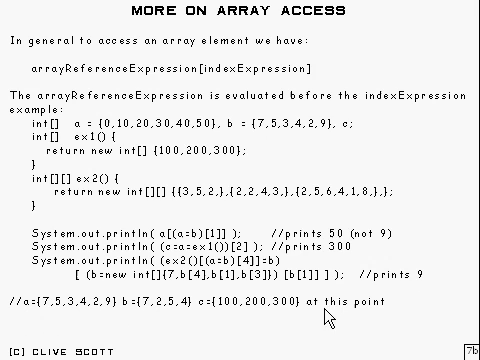 MORE ON ARRAY ACCESS
In general to access an array element we have:
arrayReferenceExpression[indexExpression]
The arrayReferenceExpression is evaluated before the indexExpression
example:
int[] a = {0,10,20,30,40,50}, b = {7,5,3,4,2,9}, c;
int[] ex1() {
return new int[] {100,200,300};
}
int[][] ex2() {
return new int[][] {{3,5,2,},{2,2,4,3,},{2,5,6,4,1,8,},};
}
System.out.println( a[(a=b)[1]] ); //prints 50 (not 9)
System.out.println( (c=a=ex1())[2] ); //prints 300
System.out.println( (ex2()[(a=b)[4]]=b)
[ (b=new int[]{7,b[4],b[1],b[3]}) [b[1]] ] ); //prints 9
//a={7,5,3,4,2,9} b={7,2,5,4} c={100,200,300} at this point
(C) CLIVE SCOTT
7b